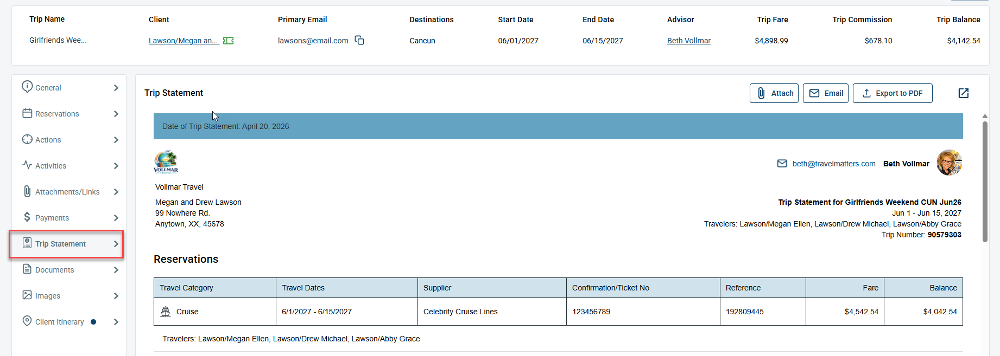 Trip Name Client Primary Email Destinations Start Date End Date Advisor Trip Fare Trip Commission Trip Balance
Girlfriends Wee... Lawson/Megan an... lawsons@email.com Cancun 06/01/2027 06/15/2027 Beth Vollmar $4,898.99 $678.10 $4,142.54
General
Reservations
Actions
Activities
Attachments/Links
Payments
Trip Statement
Documents
Images
Client Itinerary
Trip Statement Attach Email Export to PDF
Date of Trip Statement: April 20, 2026
VOLLMAR
TRAVEL
beth@travelmatters.com Beth Vollmar
Vollmar Travel
Megan and Drew Lawson
99 Nowhere Rd.
Anytown, XX, 45678
Trip Statement for Girlfriends Weekend CUN Jun26
Jun 1 - Jun 15, 2027
Travelers: Lawson/Megan Ellen, Lawson/Drew Michael, Lawson/Abby Grace
Trip Number: 90579303
Reservations
Travel Category Travel Dates Supplier Confirmation/Ticket No Reference Fare Balance
Cruise 6/1/2027 - 6/15/2027 Celebrity Cruise Lines 123456789 192809445 $4,542.54 $4,042.54
Travelers: Lawson/Megan Ellen, Lawson/Drew Michael, Lawson/Abby Grace